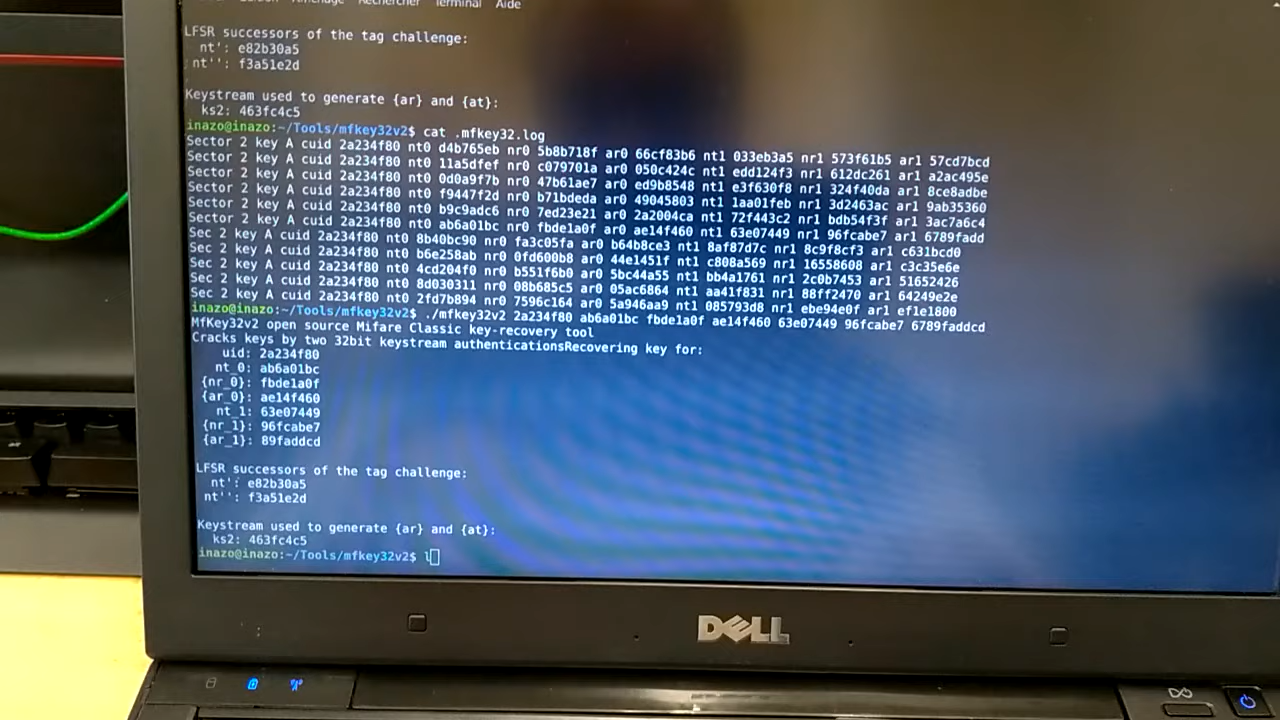 Affichage Rechercher Terminal Aide
LFSR successors of the tag challenge:
nt': e82b30a5
nt'': f3a51e2d
Keystream used to generate {ar} and {at}:
ks2: 463fc4c5
inazo@inazo:~/Tools/mfkey32v2$ cat .mfkey32.log
Sector 2 key A cuid 2a234f80 nt0 d4b765eb nr0 5b8b718f ar0 66cf83b6 nt1 033eb3a5 nr1 573f61b5 ar1 57cd7bcd
Sector 2 key A cuid 2a234f80 nt0 11a5dfef nr0 c079701a ar0 050c424c nt1 edd124f3 nr1 612dc261 ar1 a2ac495e
Sector 2 key A cuid 2a234f80 nt0 0d0a9f7b nr0 47b61ae7 ar0 ed9b8548 nt1 e3f630f8 nr1 324f40da ar1 8ce8adbe
Sector 2 key A cuid 2a234f80 nt0 f9447f2d nr0 b71bdeda ar0 49045803 nt1 1aa01feb nr1 3d2463ac ar1 9ab35360
Sector 2 key A cuid 2a234f80 nt0 b9c9adc6 nr0 7ed23e21 ar0 2a2004ca nt1 72f443c2 nr1 bdb54f3f ar1 3ac7a6c4
Sector 2 key A cuid 2a234f80 nt0 ab6a01bc nr0 fbde1a0f ar0 ae14f460 nt1 63e07449 nr1 96fcabe7 ar1 6789fadd
Sec 2 key A cuid 2a234f80 nt0 8b40bc90 nr0 fa3c05fa ar0 b64b8ce3 nt1 8af87d7c nr1 8c9f8cf3 ar1 c631bcd0
Sec 2 key A cuid 2a234f80 nt0 b6e258ab nr0 0fd600b8 ar0 44e1451f nt1 c808a569 nr1 16558608 ar1 c3c35e6e
Sec 2 key A cuid 2a234f80 nt0 4cd204f0 nr0 b551f6b0 ar0 5bc44a55 nt1 bb4a1761 nr1 2c0b7453 ar1 51652426
Sec 2 key A cuid 2a234f80 nt0 8d030311 nr0 08b685c5 ar0 05ac6864 nt1 aa41f831 nr1 88ff2470 ar1 64249e2e
Sec 2 key A cuid 2a234f80 nt0 2fd7b894 nr0 7596c164 ar0 5a946aa9 nt1 085793d8 nr1 ebe94e0f ar1 ef1e1800
inazo@inazo:~/Tools/mfkey32v2$ ./mfkey32v2 2a234f80 ab6a01bc fbde1a0f ae14f460 63e07449 96fcabe7 6789faddcd
MfKey32v2 open source Mifare Classic key-recovery tool
Cracks keys by two 32bit keystream authenticationsRecovering key for:
uid: 2a234f80
nt_0: ab6a01bc
{nr_0}: fbde1a0f
{ar_0}: ae14f460
nt_1: 63e07449
{nr_1}: 96fcabe7
{ar_1}: 89faddcd
LFSR successors of the tag challenge:
nt': e82b30a5
nt'': f3a51e2d
Keystream used to generate {ar} and {at}:
ks2: 463fc4c5
inazo@inazo:~/Tools/mfkey32v2$ l
DELL